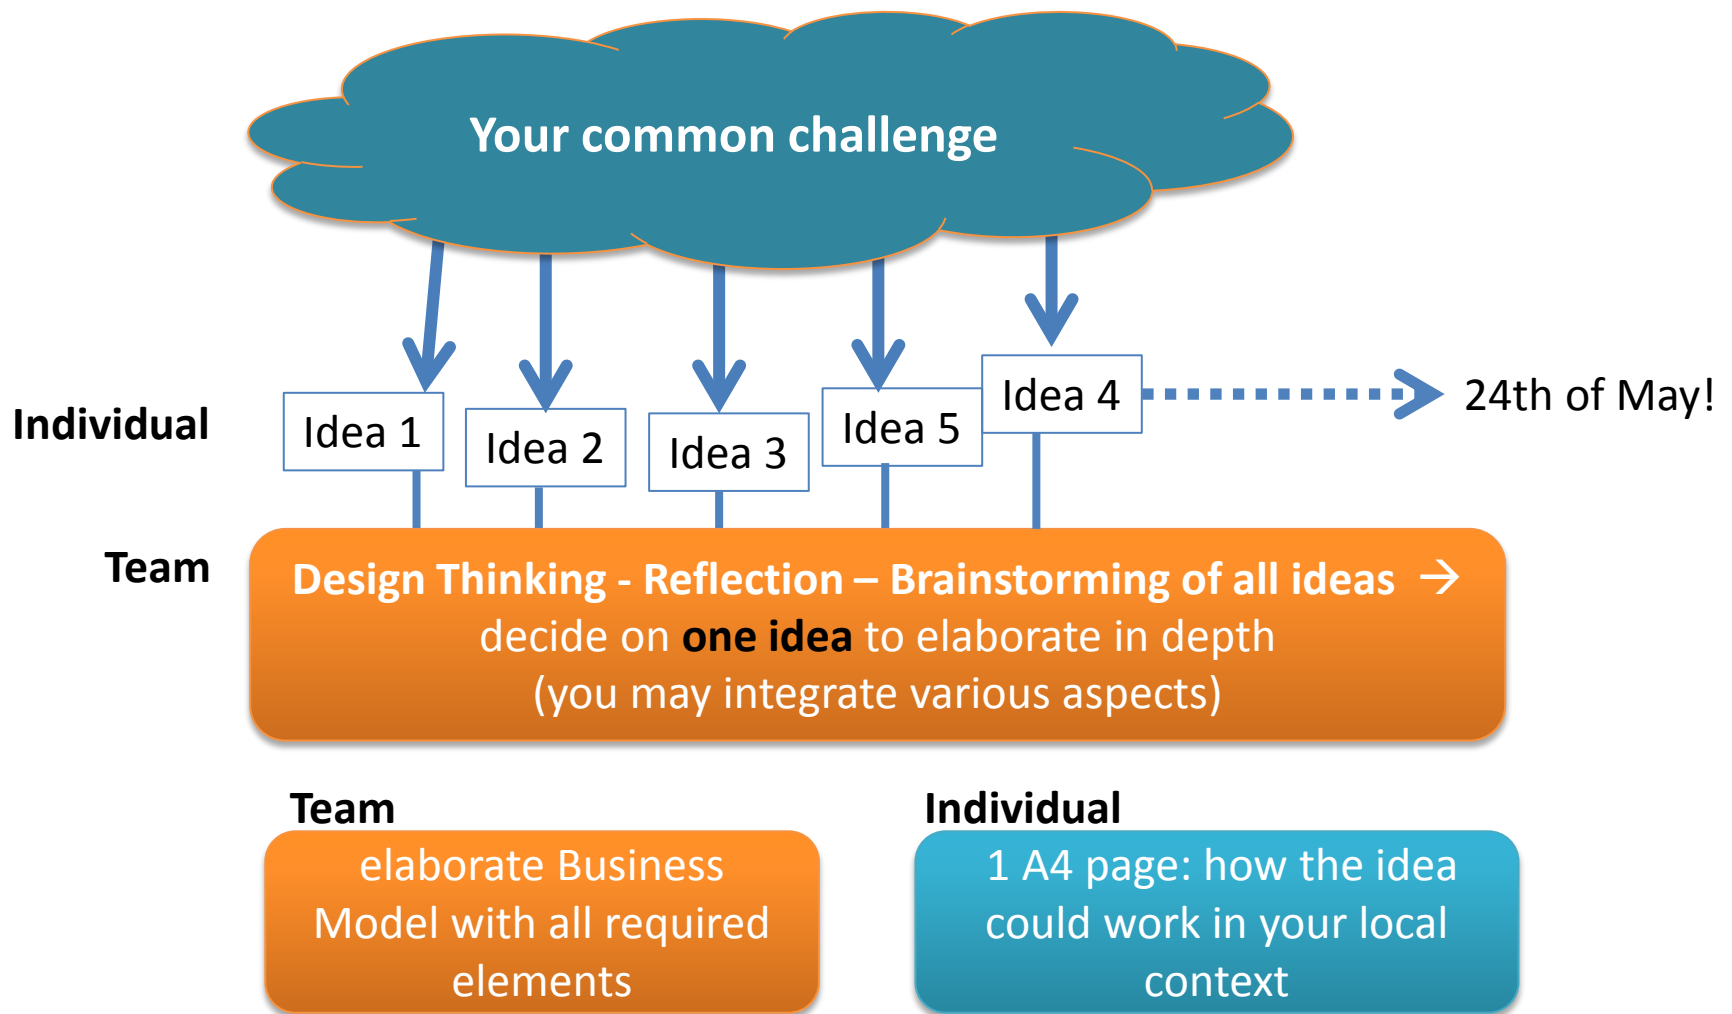 Your common challenge
Individual
Idea 1
Idea 2
Idea 3
Idea 5
Idea 4
24th of May!
Team
Design Thinking - Reflection – Brainstorming of all ideas →
decide on one idea to elaborate in depth
(you may integrate various aspects)
Team
elaborate Business
Model with all required
elements
Individual
1 A4 page: how the idea
could work in your local
context